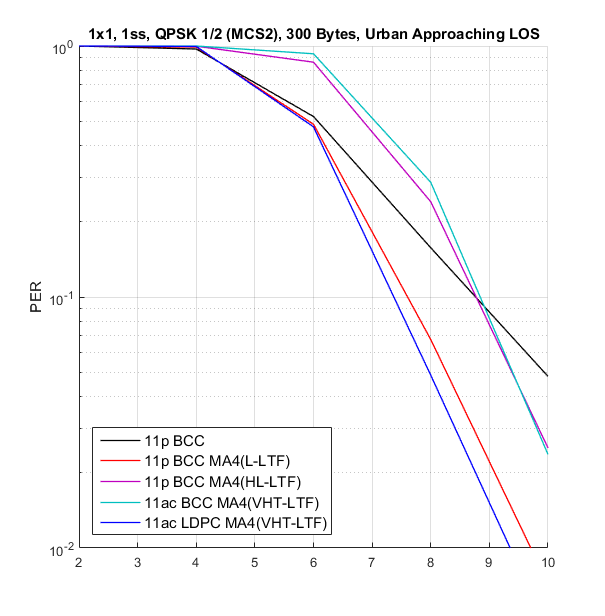 1x1, 1ss, QPSK 1/2 (MCS2), 300 Bytes, Urban Approaching LOS
10^0
10^-1
10^-2
PER
11p BCC
11p BCC MA4(L-LTF)
11p BCC MA4(HL-LTF)
11ac BCC MA4(VHT-LTF)
11ac LDPC MA4(VHT-LTF)
2 3 4 5 6 7 8 9 10